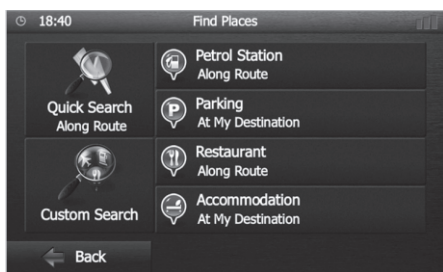 18:40
Find Places
Quick Search
Along Route
Custom Search
Petrol Station
Along Route
P
Parking
At My Destination
Restaurant
Along Route
Accommodation
At My Destination
Back